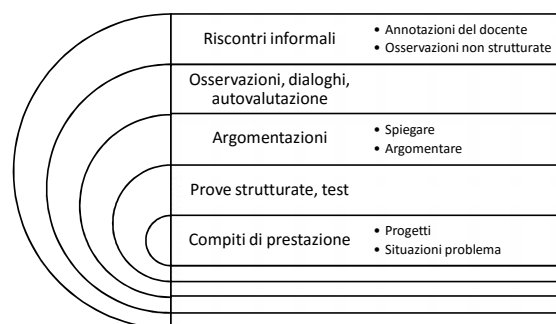 Riscontri informali
• Annotazioni del docente
• Osservazioni non strutturate
Osservazioni, dialoghi,
autovalutazione
Argomentazioni
• Spiegare
• Argomentare
Prove strutturate, test
Compiti di prestazione
• Progetti
• Situazioni problema